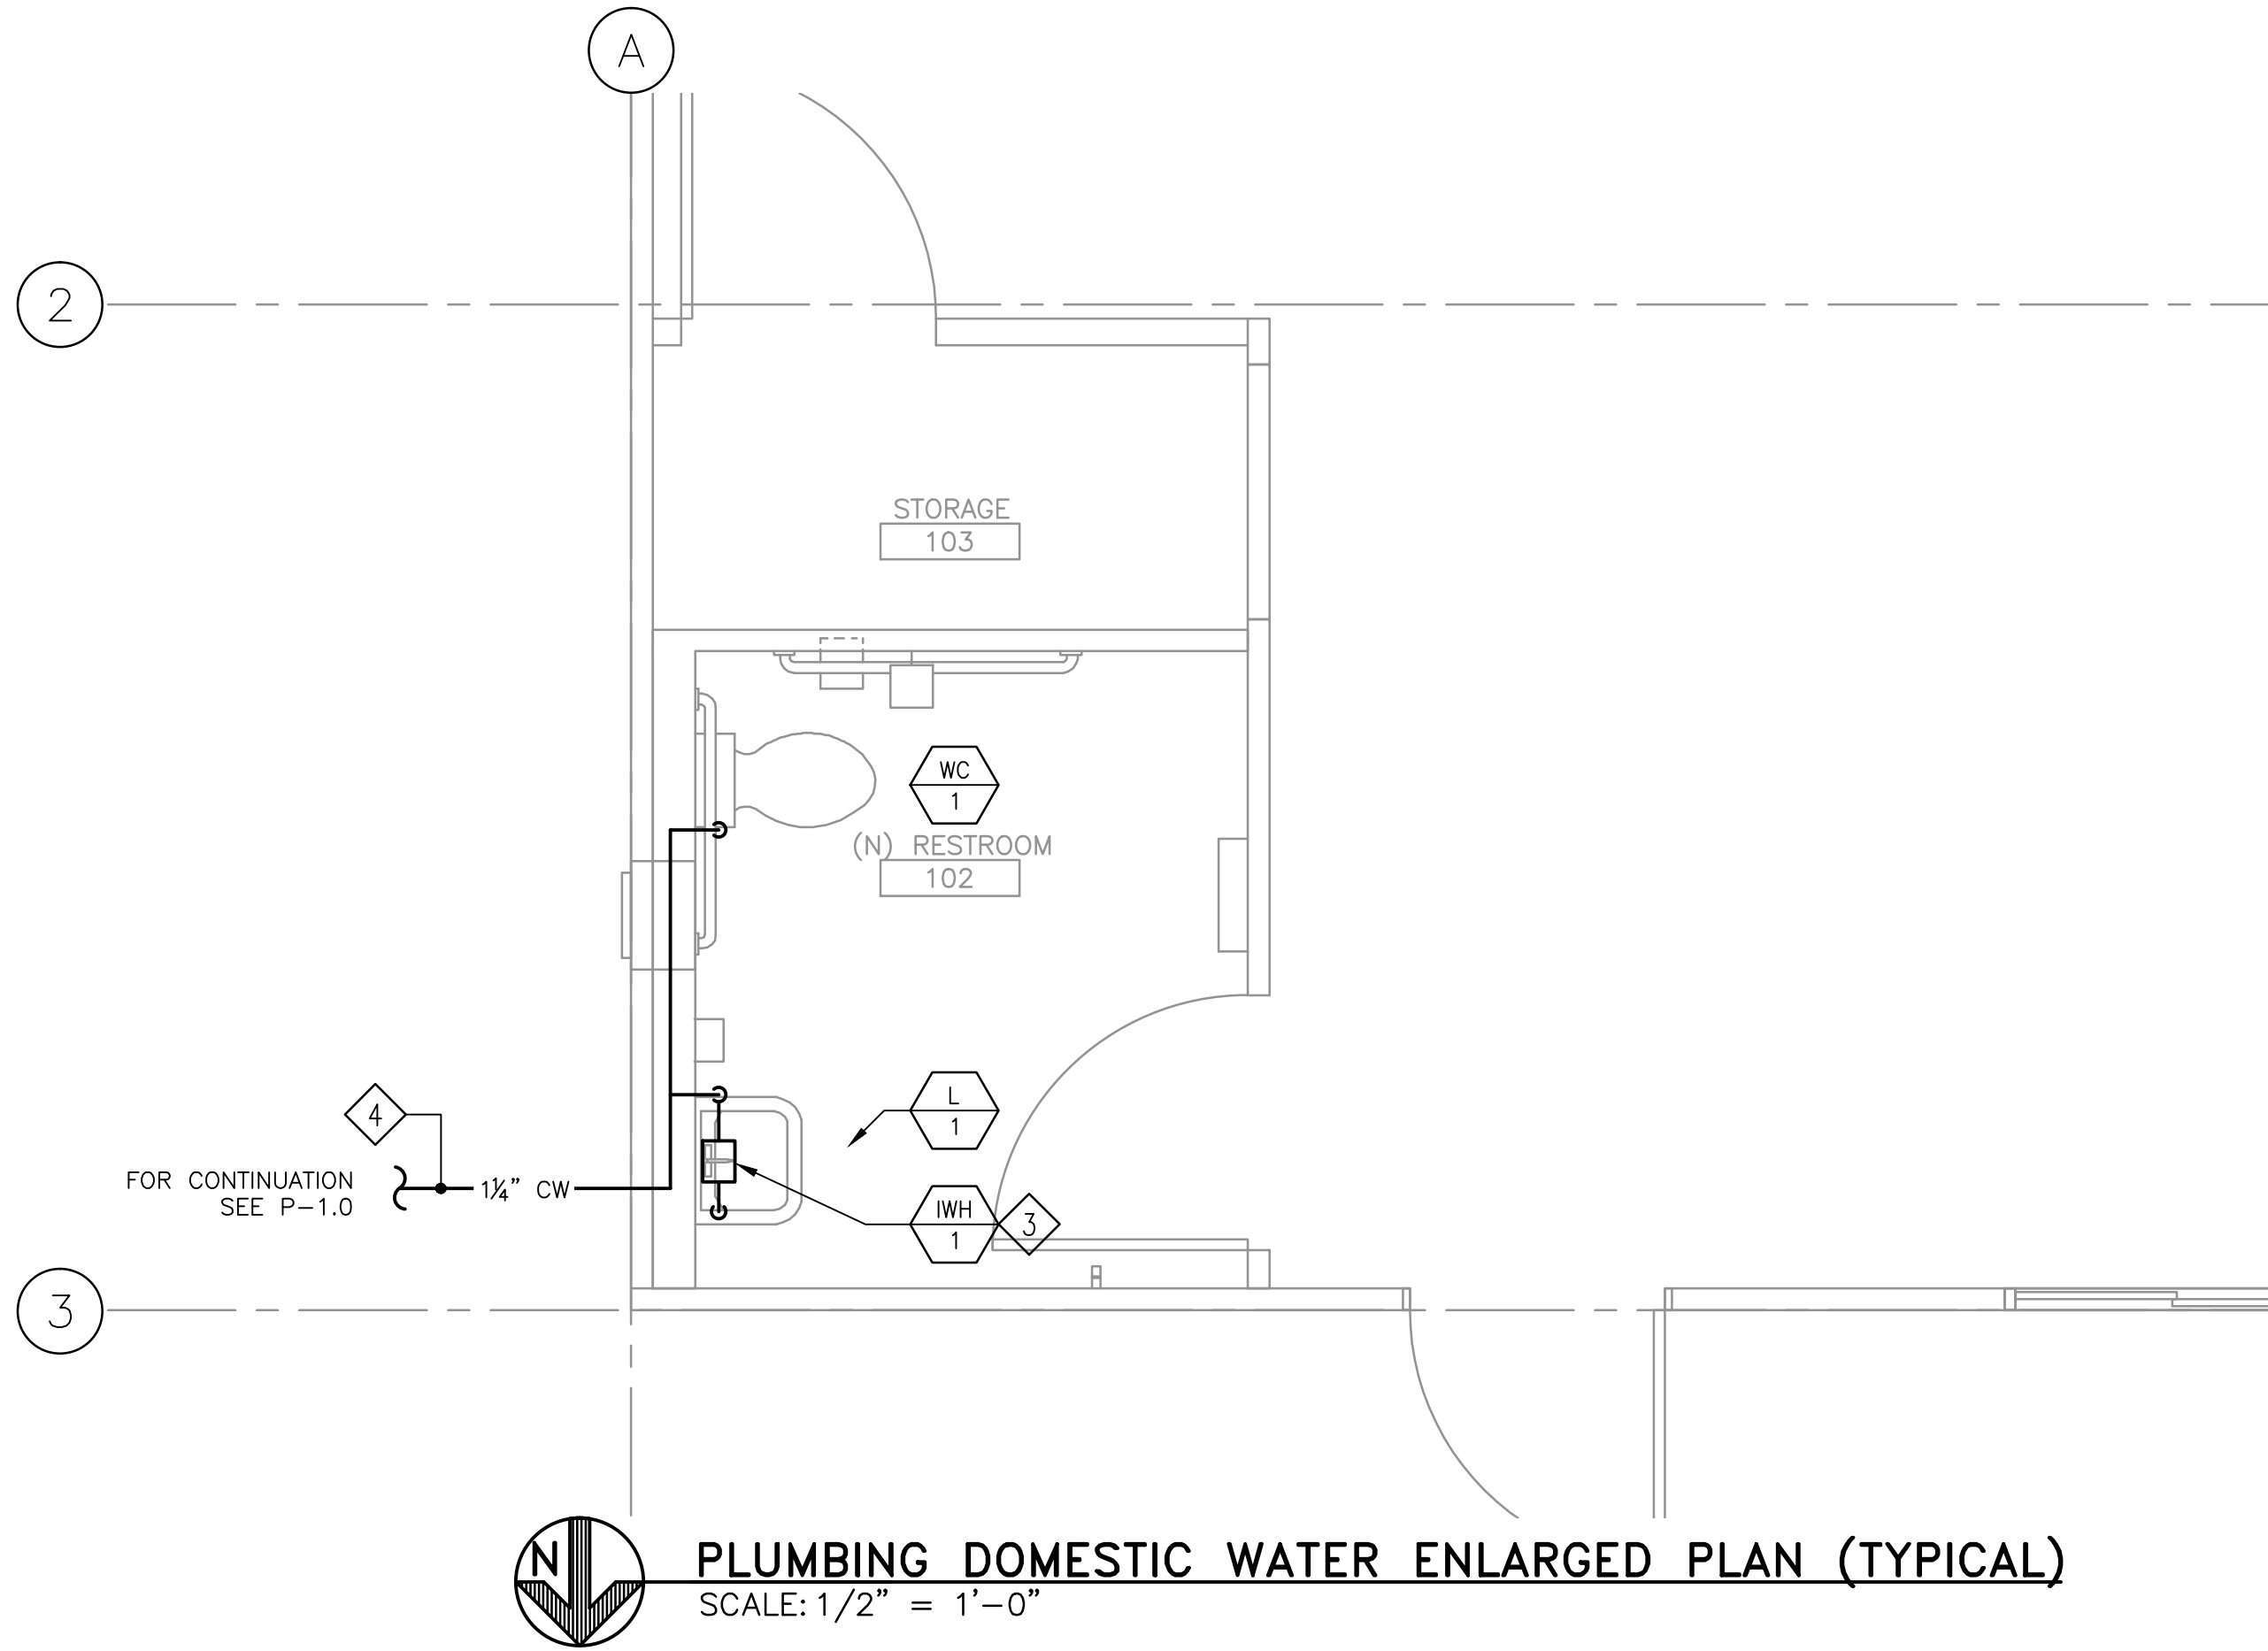 A
2
STORAGE
103
WC
1
(N) RESTROOM
102
L
1
4
FOR CONTINUATION
SEE P-1.0
1¼" CW
IWH
1
3
3
N
PLUMBING DOMESTIC WATER ENLARGED PLAN (TYPICAL)
SCALE: 1/2" = 1'-0"